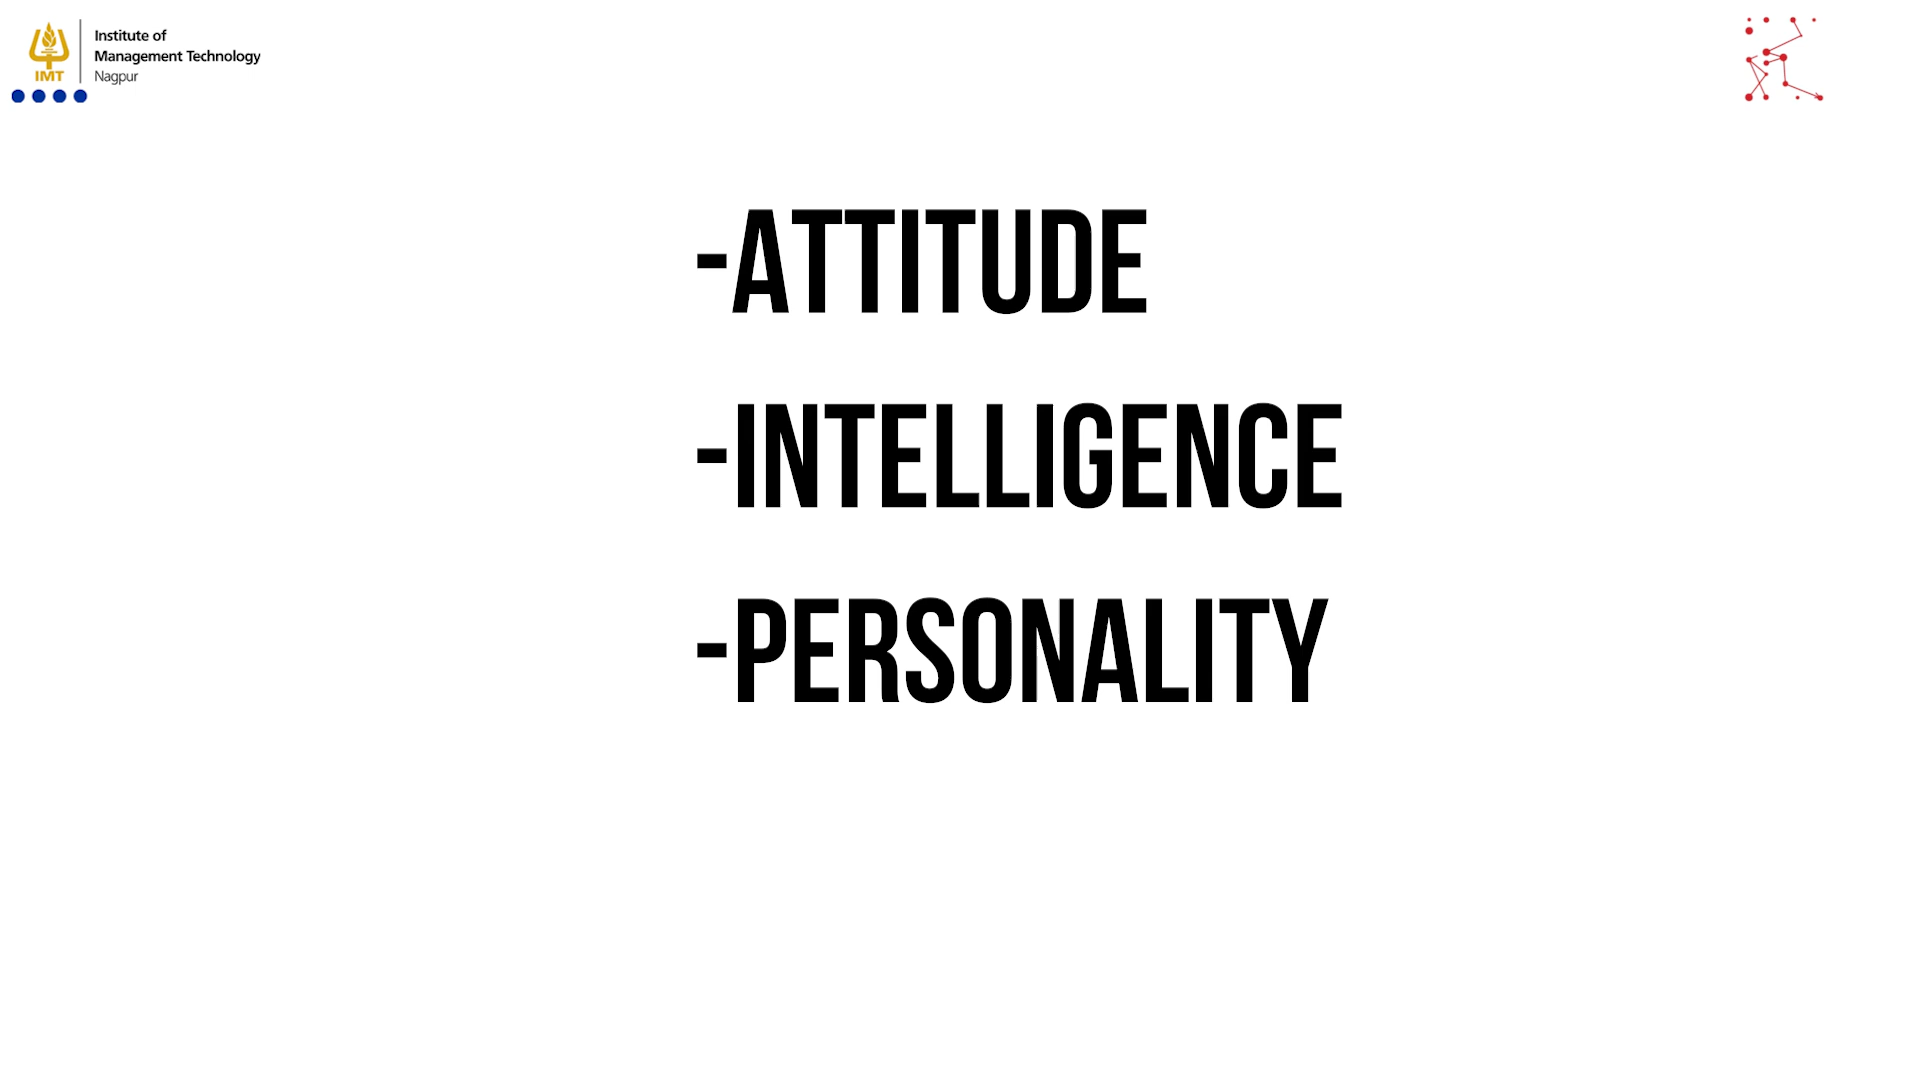 Institute of
Management Technology
Nagpur
IMT
-ATTITUDE
-INTELLIGENCE
-PERSONALITY